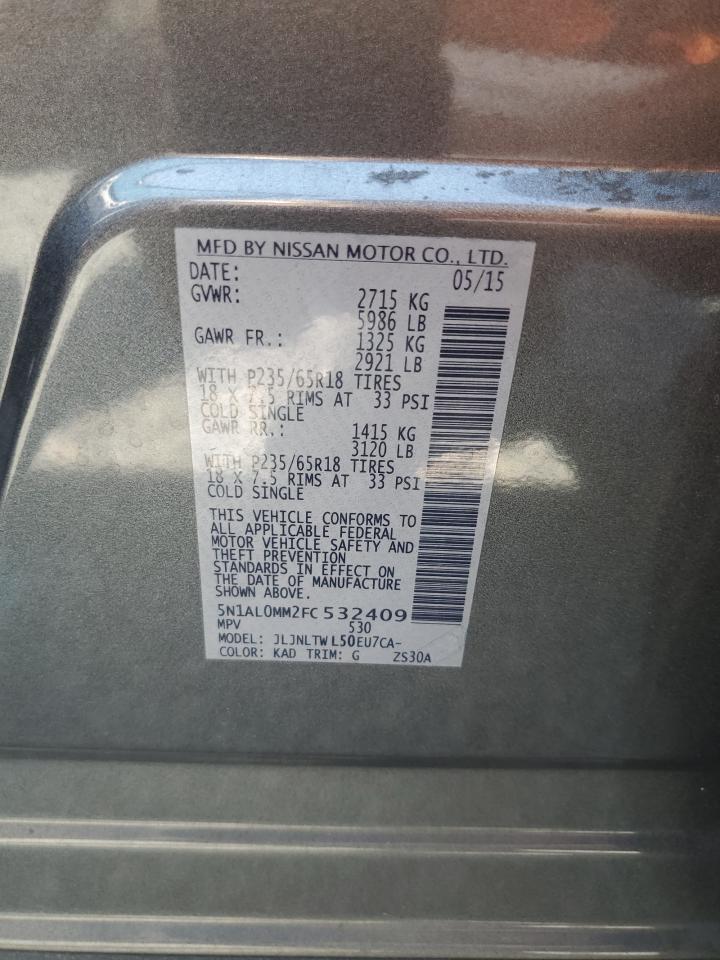 MFD BY NISSAN MOTOR CO., LTD.
DATE: 05/15
GVWR: 2715 KG
5986 LB
GAWR FR.: 1325 KG
2921 LB
WITH P235/65R18 TIRES
18 X 7.5 RIMS AT 33 PSI
COLD SINGLE
GAWR RR.: 1415 KG
3120 LB
WITH P235/65R18 TIRES
18 X 7.5 RIMS AT 33 PSI
COLD SINGLE
THIS VEHICLE CONFORMS TO
ALL APPLICABLE FEDERAL
MOTOR VEHICLE SAFETY AND
THEFT PREVENTION
STANDARDS IN EFFECT ON
THE DATE OF MANUFACTURE
SHOWN ABOVE.
5N1AL0MM2FC532409
MPV 530
MODEL: JLJNLTWL50EU7CA-
COLOR: KAD TRIM: G ZS30A